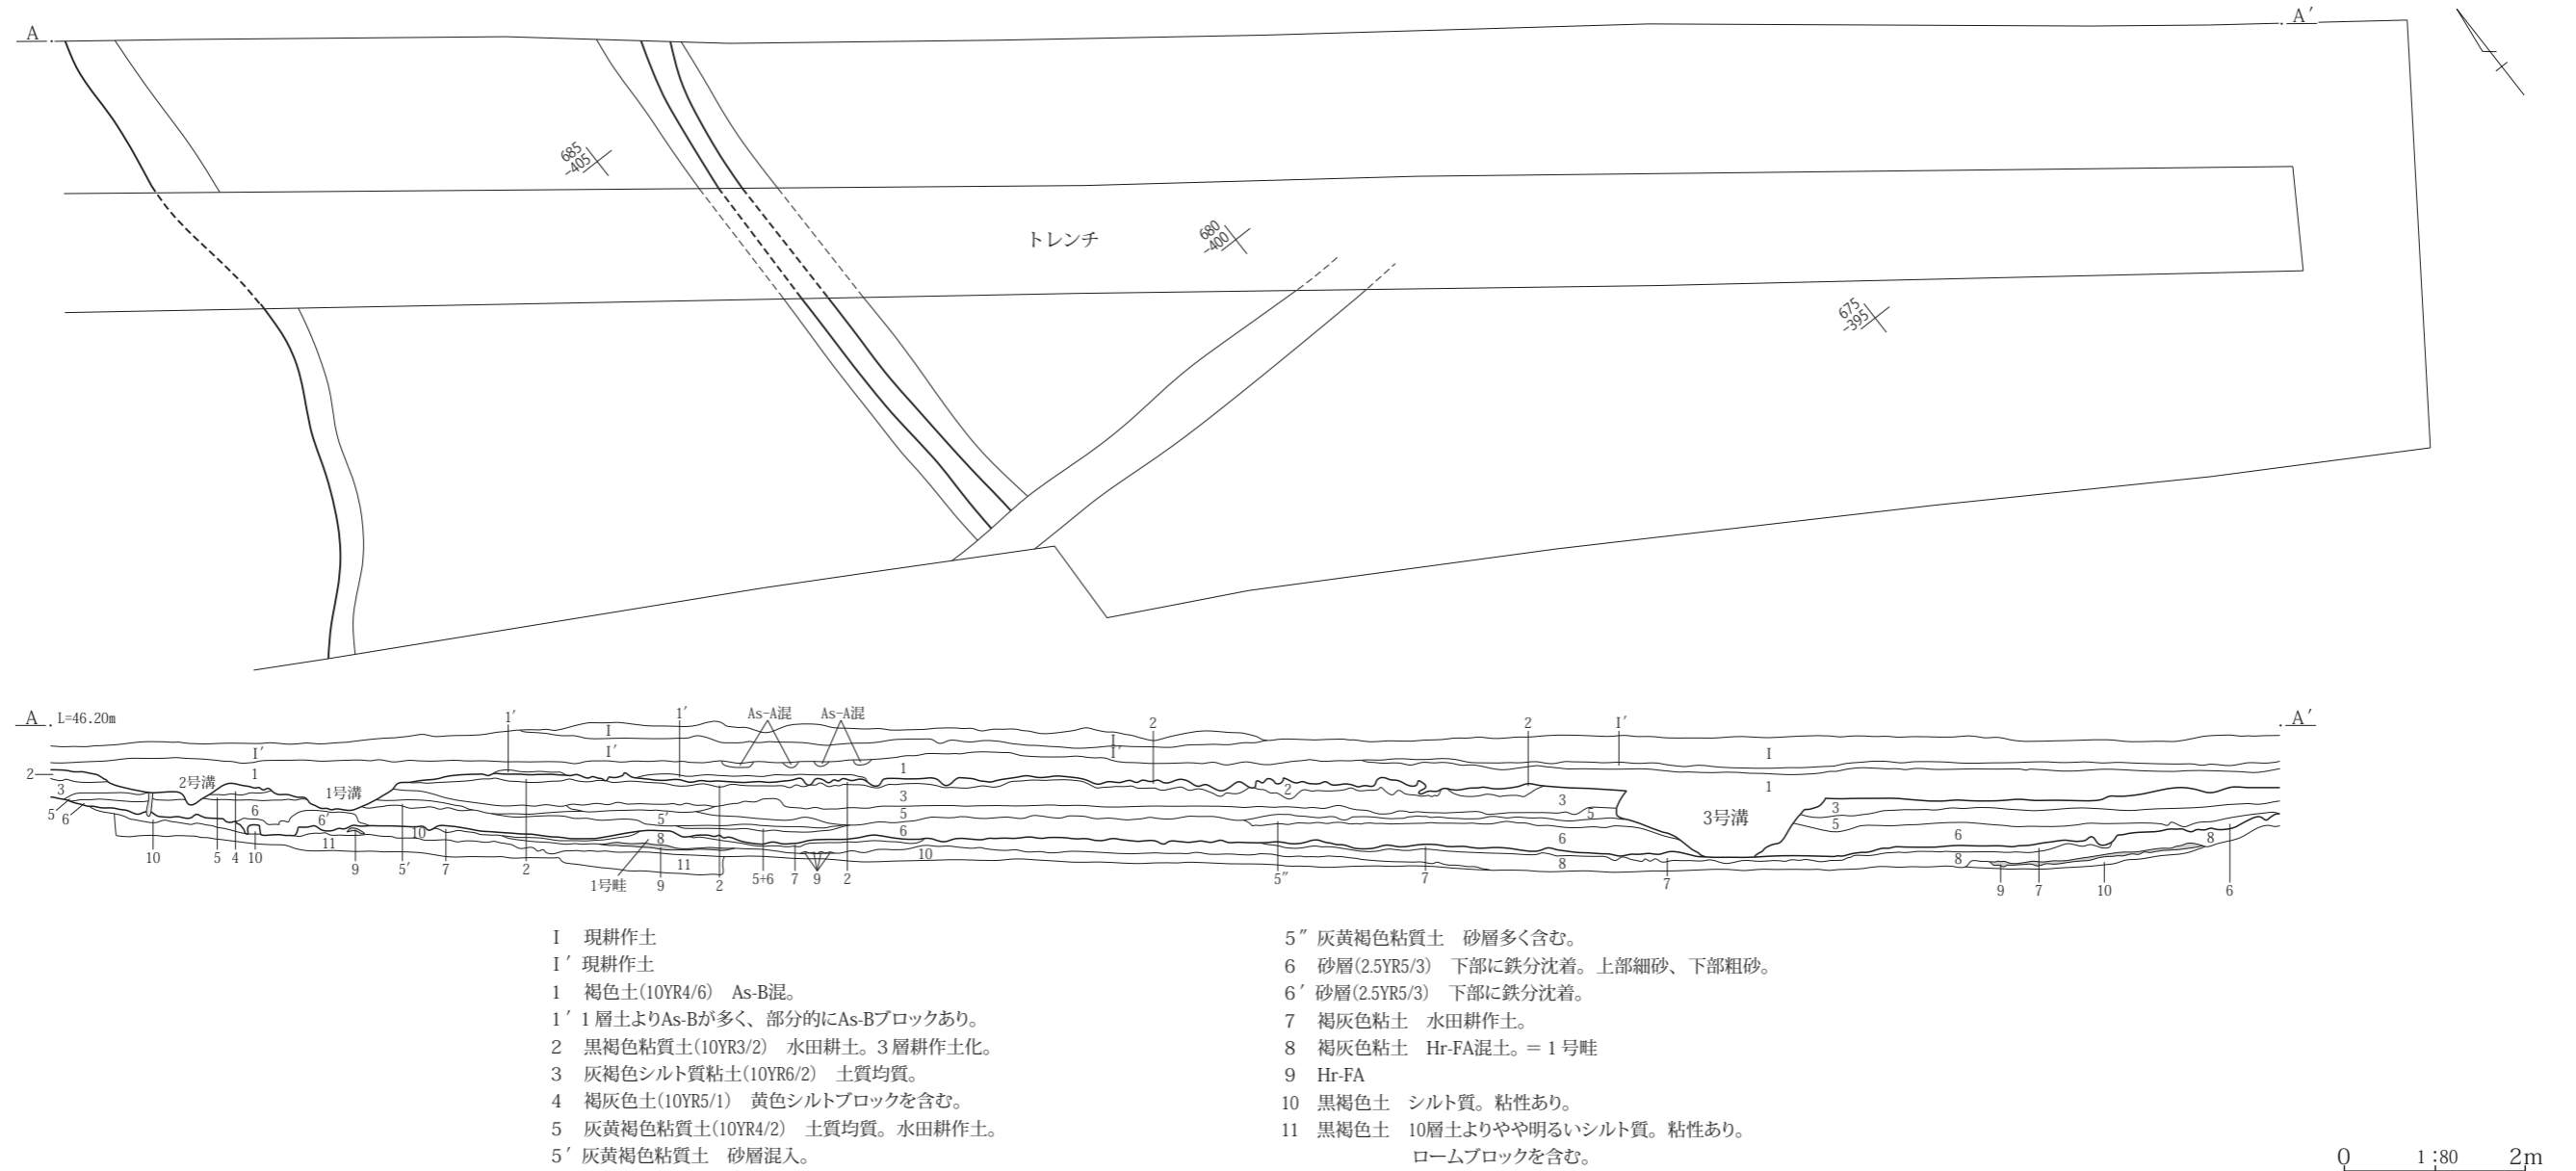 A
A′
685
-405
トレンチ
680
-400
675
-395
A L=46.20m
A′
1′
1′
As-A混
As-A混
2
2
I′
I
I
I′
I′
I′
I
2
2号溝
1
1
1
3
1号溝
2
3
3
3
5
3号溝
5
6
6
6′
5′
5
6
6
5
6
10
8
11
10
8
8
8
11
10
5
4
10
9
5′
7
2
1号畦
9
2
5+6
7
9
2
5″
7
7
9
7
10
6
I 現耕作土
I′ 現耕作土
1 褐色土(10YR4/6) As-B混。
1′ 1層土よりAs-Bが多く、部分的にAs-Bブロックあり。
2 黒褐色粘質土(10YR3/2) 水田耕土。3層耕作土化。
3 灰褐色シルト質粘土(10YR6/2) 土質均質。
4 褐灰色土(10YR5/1) 黄色シルトブロックを含む。
5 灰黄褐色粘質土(10YR4/2) 土質均質。水田耕作土。
5′ 灰黄褐色粘質土 砂層混入。
5″ 灰黄褐色粘質土 砂層多く含む。
6 砂層(2.5YR5/3) 下部に鉄分沈着。上部細砂、下部粗砂。
6′ 砂層(2.5YR5/3) 下部に鉄分沈着。
7 褐灰色粘土 水田耕作土。
8 褐灰色粘土 Hr-FA混土。＝1号畦
9 Hr-FA
10 黒褐色土 シルト質。粘性あり。
11 黒褐色土 10層土よりやや明るいシルト質。粘性あり。
ロームブロックを含む。
0 1:80 2m